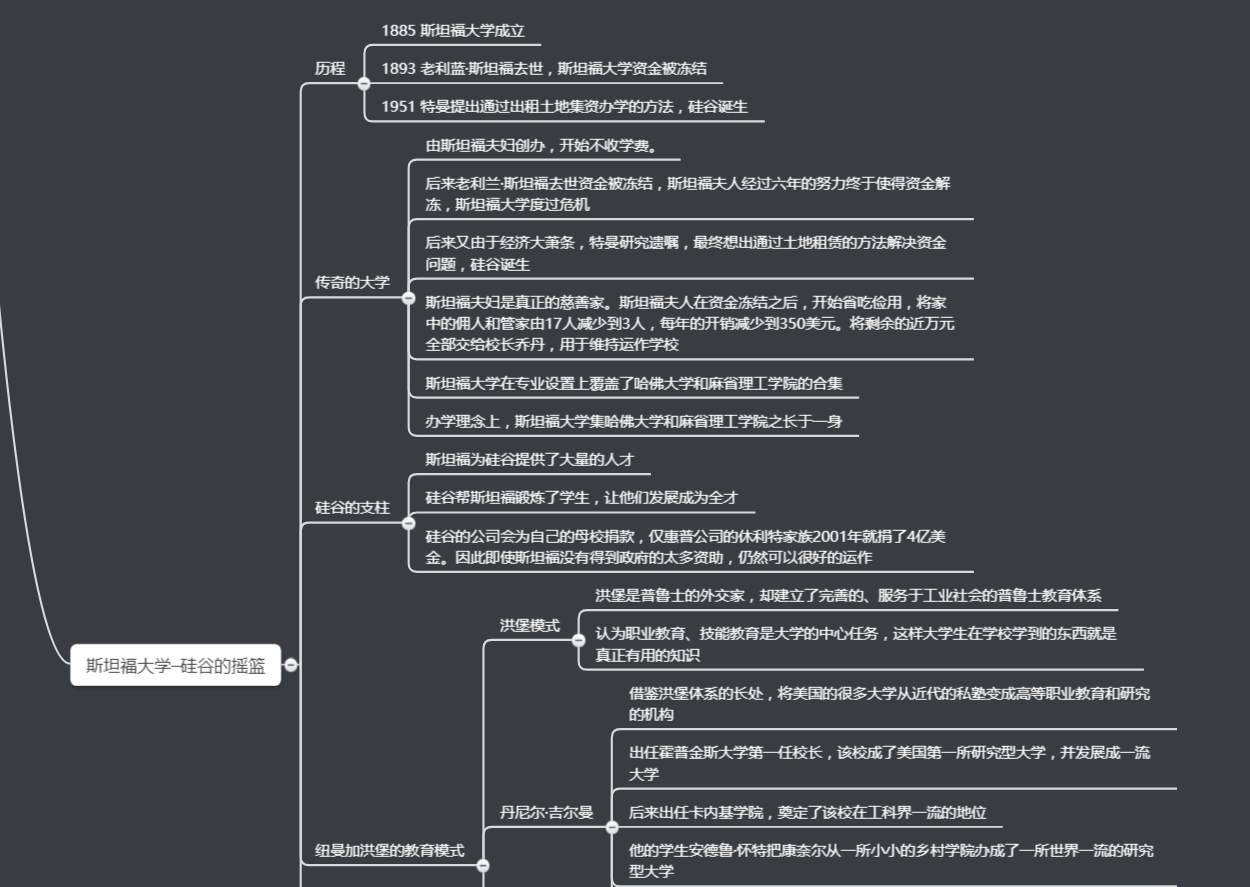 1885 斯坦福大学成立
历程
1893 老利蓝·斯坦福去世，斯坦福大学资金被冻结
1951 特曼提出通过出租土地集资办学的方法，硅谷诞生
由斯坦福夫妇创办，开始不收学费。
后来老利兰·斯坦福去世资金被冻结，斯坦福夫人经过六年的努力终于使得资金解
冻，斯坦福大学度过危机
后来又由于经济大萧条，特曼研究遗嘱，最终想出通过土地租赁的方法解决资金
问题，硅谷诞生
传奇的大学
斯坦福夫妇是真正的慈善家。斯坦福夫人在资金冻结之后，开始省吃俭用，将家
中的佣人和管家由17人减少到3人，每年的开销减少到350美元。将剩余的近万元
全部交给校长乔丹，用于维持运作学校
斯坦福大学在专业设置上覆盖了哈佛大学和麻省理工学院的合集
办学理念上，斯坦福大学集哈佛大学和麻省理工学院之长于一身
斯坦福为硅谷提供了大量的人才
硅谷的支柱
硅谷帮斯坦福锻炼了学生，让他们发展成为全才
硅谷的公司会为自己的母校捐款，仅惠普公司的休利特家族2001年就捐了4亿美
金。因此即使斯坦福没有得到政府的太多资助，仍然可以很好的运作
洪堡是普鲁士的外交家，却建立了完善的、服务于工业社会的普鲁士教育体系
洪堡模式
认为职业教育、技能教育是大学的中心任务，这样大学生在学校学到的东西就是
真正有用的知识
斯坦福大学–硅谷的摇篮
借鉴洪堡体系的长处，将美国的很多大学从近代的私塾变成高等职业教育和研究
的机构
出任霍普金斯大学第一任校长，该校成了美国第一所研究型大学，并发展成一流
大学
丹尼尔·吉尔曼
后来出任卡内基学院，奠定了该校在工科界一流的地位
纽曼加洪堡的教育模式
他的学生安德鲁·怀特把康奈尔从一所小小的乡村学院办成了一所世界一流的研究
型大学